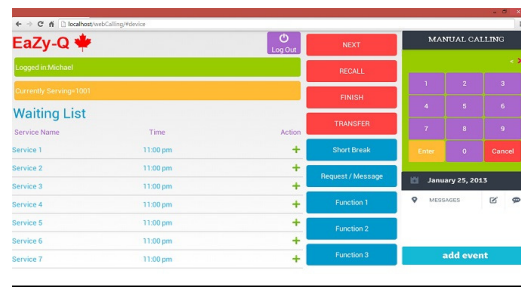 localhost/webCalling/#device
EaZy-Q
Log Out
Logged in:Michael
Currently Serving=1001
Waiting List
Service Name Time Action
Service 1 11:00 pm +
Service 2 11:00 pm +
Service 3 11:00 pm +
Service 4 11:00 pm +
Service 5 11:00 pm +
Service 6 11:00 pm +
Service 7 11:00 pm +
NEXT
RECALL
FINISH
TRANSFER
Short Break
Request / Message
Function 1
Function 2
Function 3
MANUAL CALLING
1 2 3
4 5 6
7 8 9
Enter 0 Cancel
January 25, 2013
MESSAGES
add event